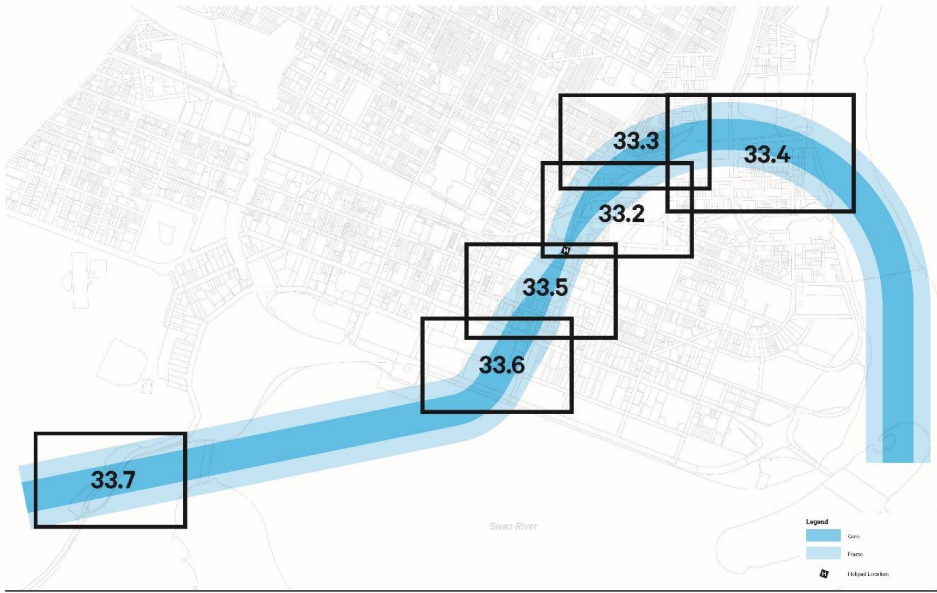 33.3
33.4
33.2
33.5
33.6
33.7
Swan River
Legend
Core
Frame
H Helipad Location